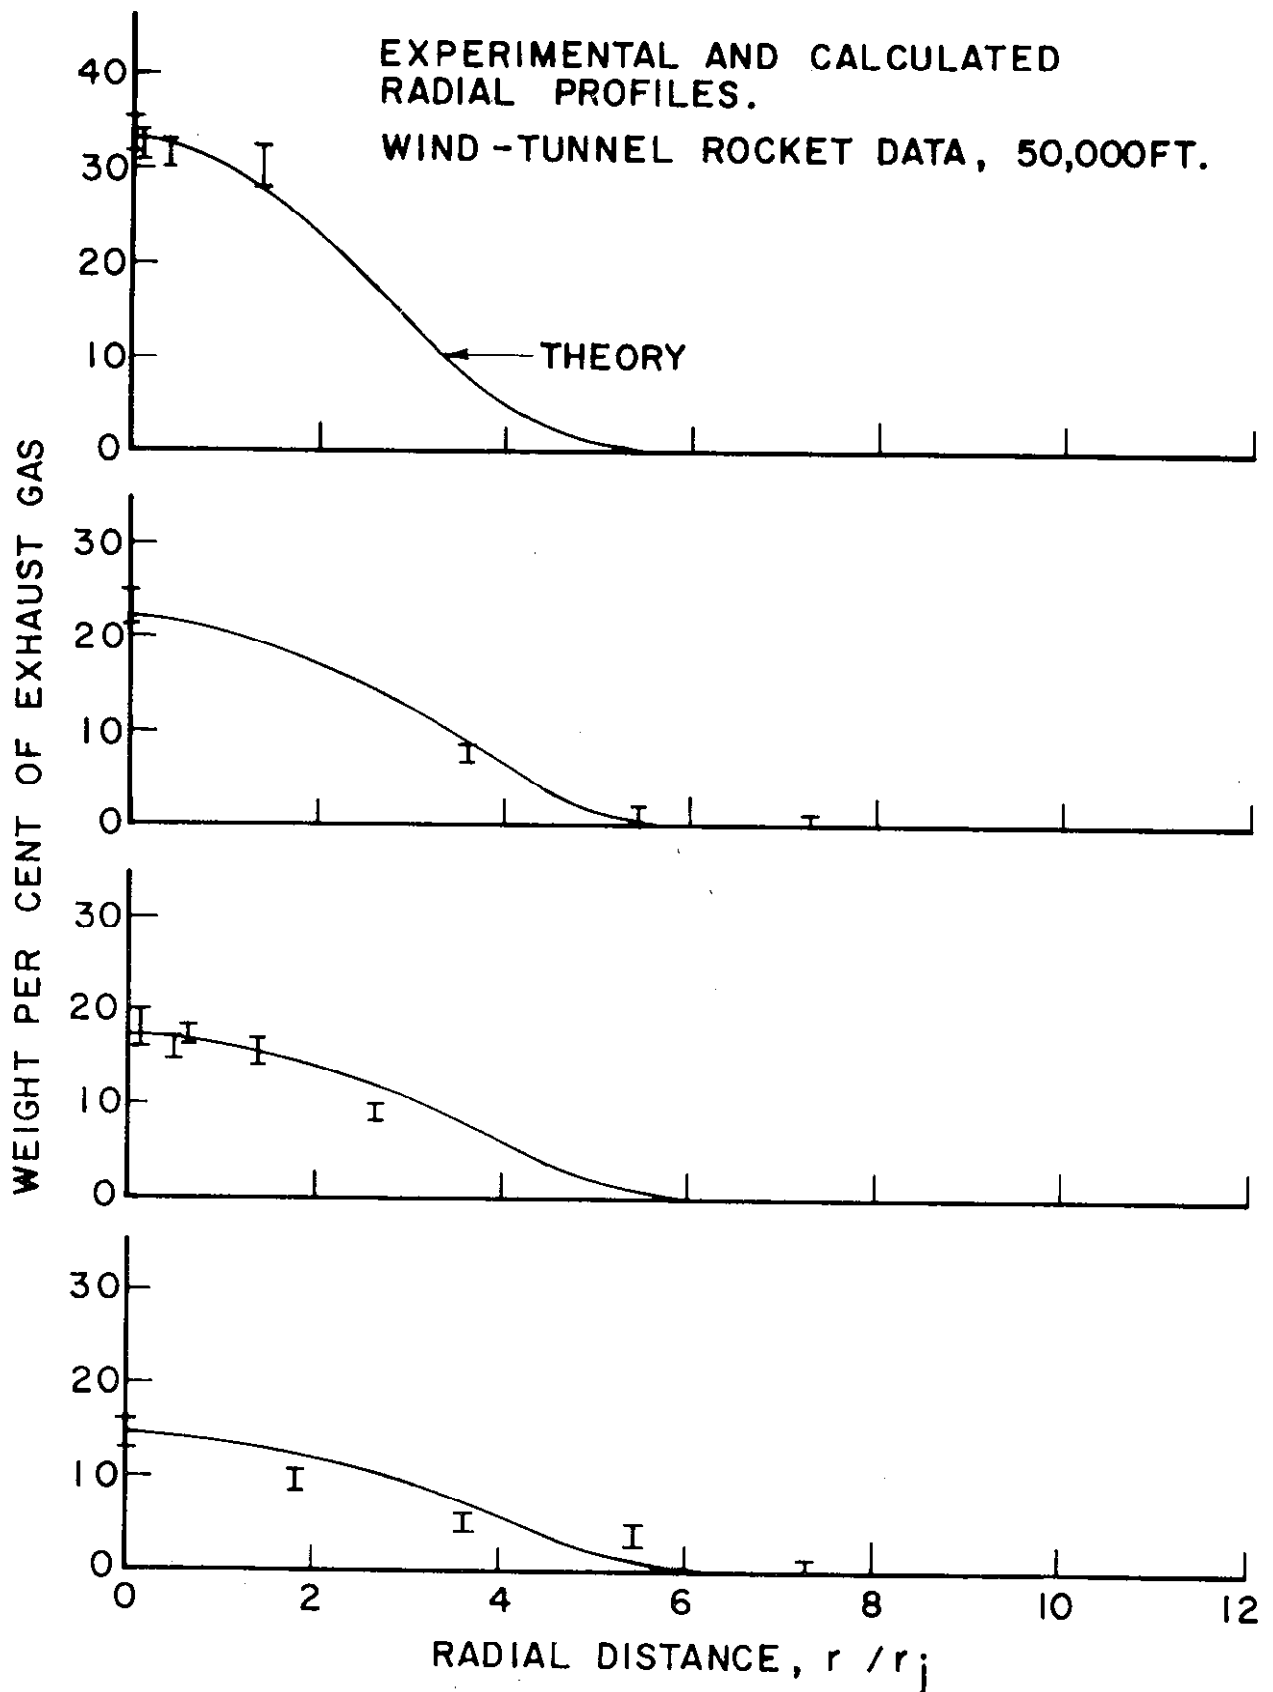 EXPERIMENTAL AND CALCULATED
RADIAL PROFILES.
WIND-TUNNEL ROCKET DATA, 50,000FT.
40
30
20
10
0
THEORY
30
20
10
0
30
20
10
0
30
20
10
0
0 2 4 6 8 10 12
RADIAL DISTANCE, r/rj
WEIGHT PER CENT OF EXHAUST GAS